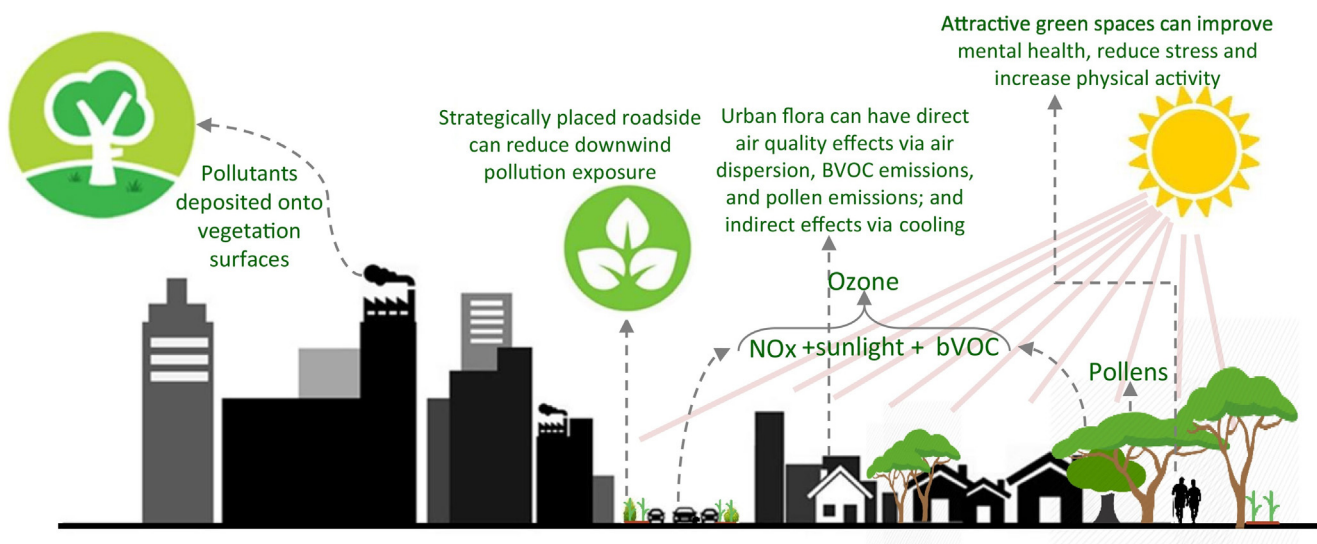 Attractive green spaces can improve
mental health, reduce stress and
increase physical activity
Strategically placed roadside
can reduce downwind
pollution exposure
Urban flora can have direct
air quality effects via air
dispersion, BVOC emissions,
and pollen emissions; and
indirect effects via cooling
Pollutants
deposited onto
vegetation
surfaces
Ozone
NOx +sunlight + bVOC
Pollens